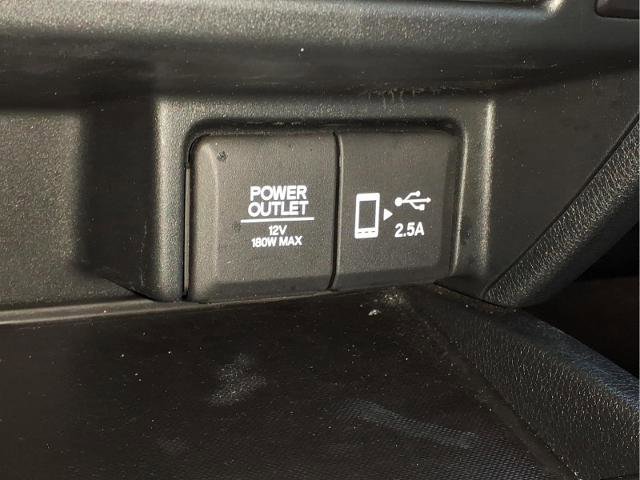 POWER
OUTLET
12V
180W MAX
2.5A